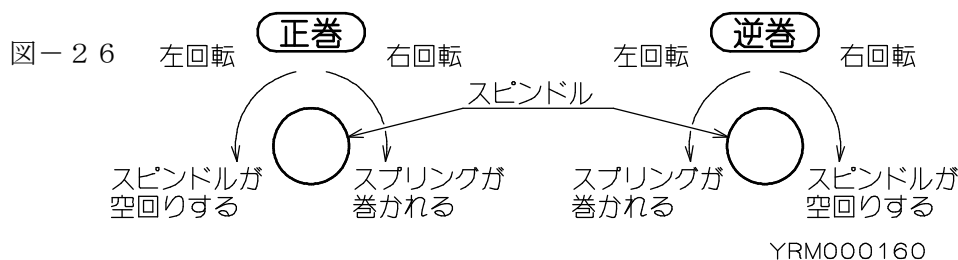 図－２６
正巻
左回転
右回転
スピンドルが
空回りする
スプリングが
巻かれる
スピンドル
逆巻
左回転
右回転
スプリングが
巻かれる
スピンドルが
空回りする
YRM000160